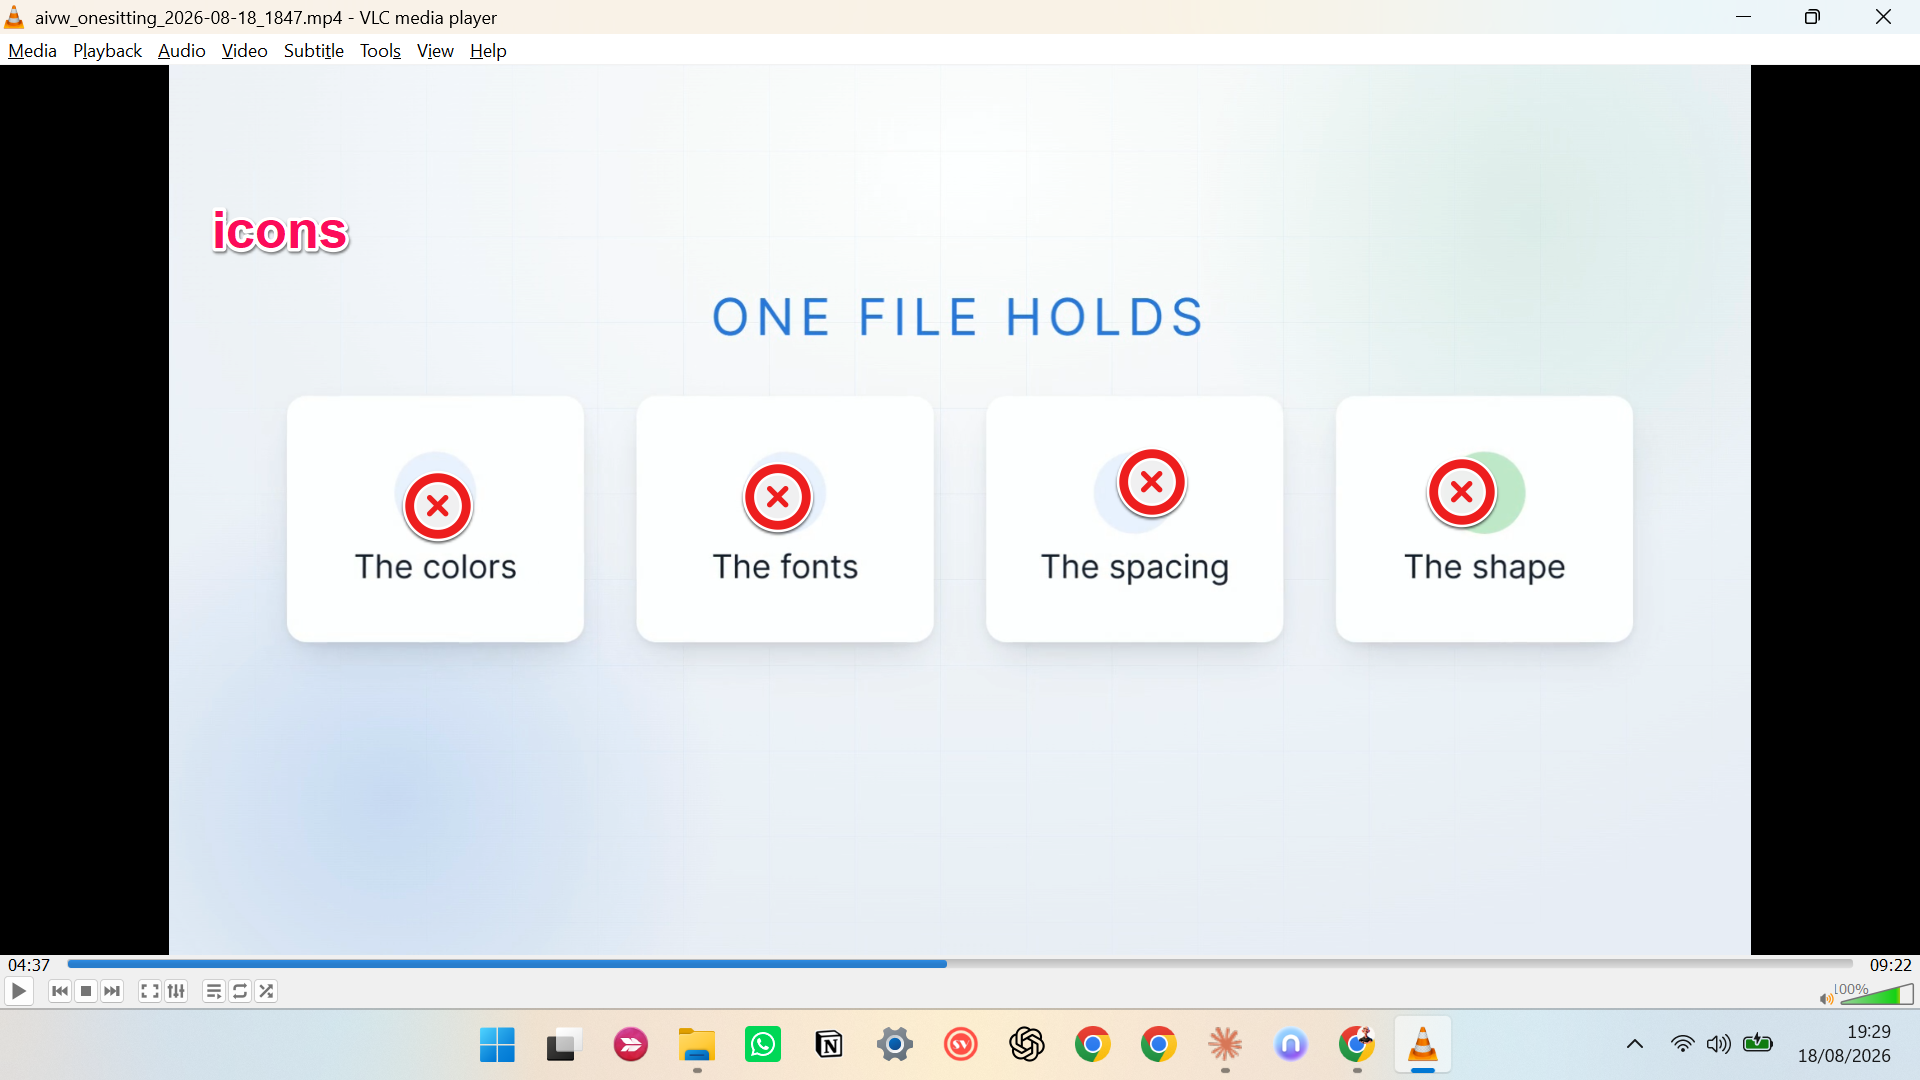 aivw_onesitting_2026-08-18_1847.mp4 - VLC media player
Media Playback Audio Video Subtitle Tools View Help
icons
ONE FILE HOLDS
The colors
The fonts
The spacing
The shape
04:37
09:22
100%
19:29
18/08/2026